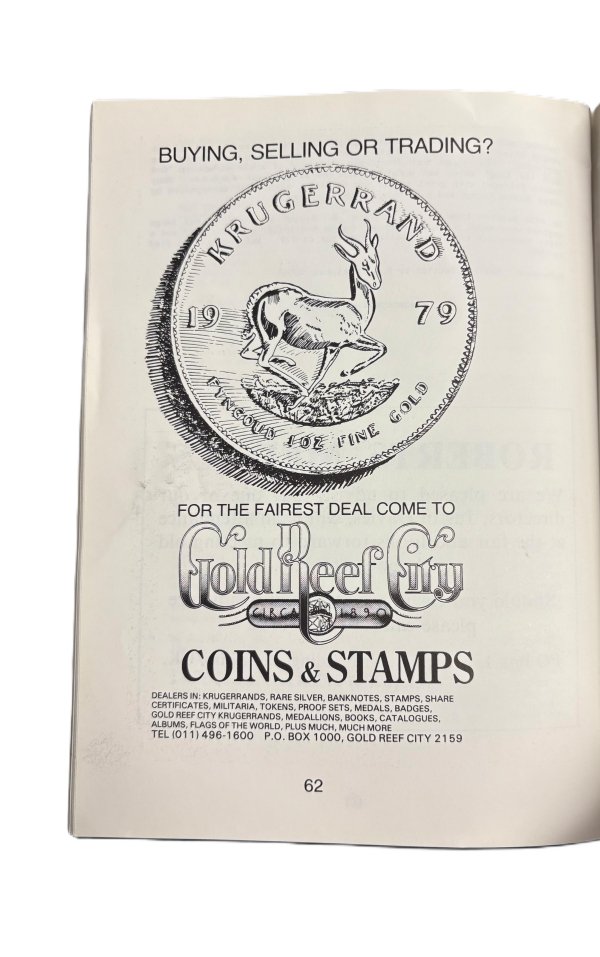 BUYING, SELLING OR TRADING?
KRUGERRAND
19 79
FYNGOUD 1 OZ FINE GOLD
FOR THE FAIREST DEAL COME TO
Gold Reef City
CIRCA 1890
COINS & STAMPS
DEALERS IN: KRUGERRANDS, RARE SILVER, BANKNOTES, STAMPS, SHARE
CERTIFICATES, MILITARIA, TOKENS, PROOF SETS, MEDALS, BADGES,
GOLD REEF CITY KRUGERRANDS, MEDALLIONS, BOOKS, CATALOGUES,
ALBUMS, FLAGS OF THE WORLD, PLUS MUCH, MUCH MORE
TEL (011) 496-1600 P.O. BOX 1000, GOLD REEF CITY 2159
62